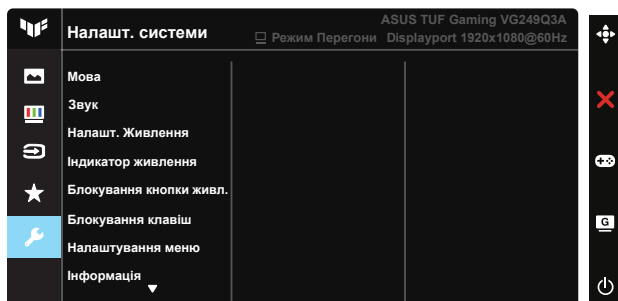 ASUS TUF Gaming VG249Q3A
Налашт. системи
Режим Перегони Displayport 1920x1080@60Hz
Мова
Звук
Налашт. Живлення
Індикатор живлення
Блокування кнопки живл.
Блокування клавіш
Налаштування меню
Інформація
G